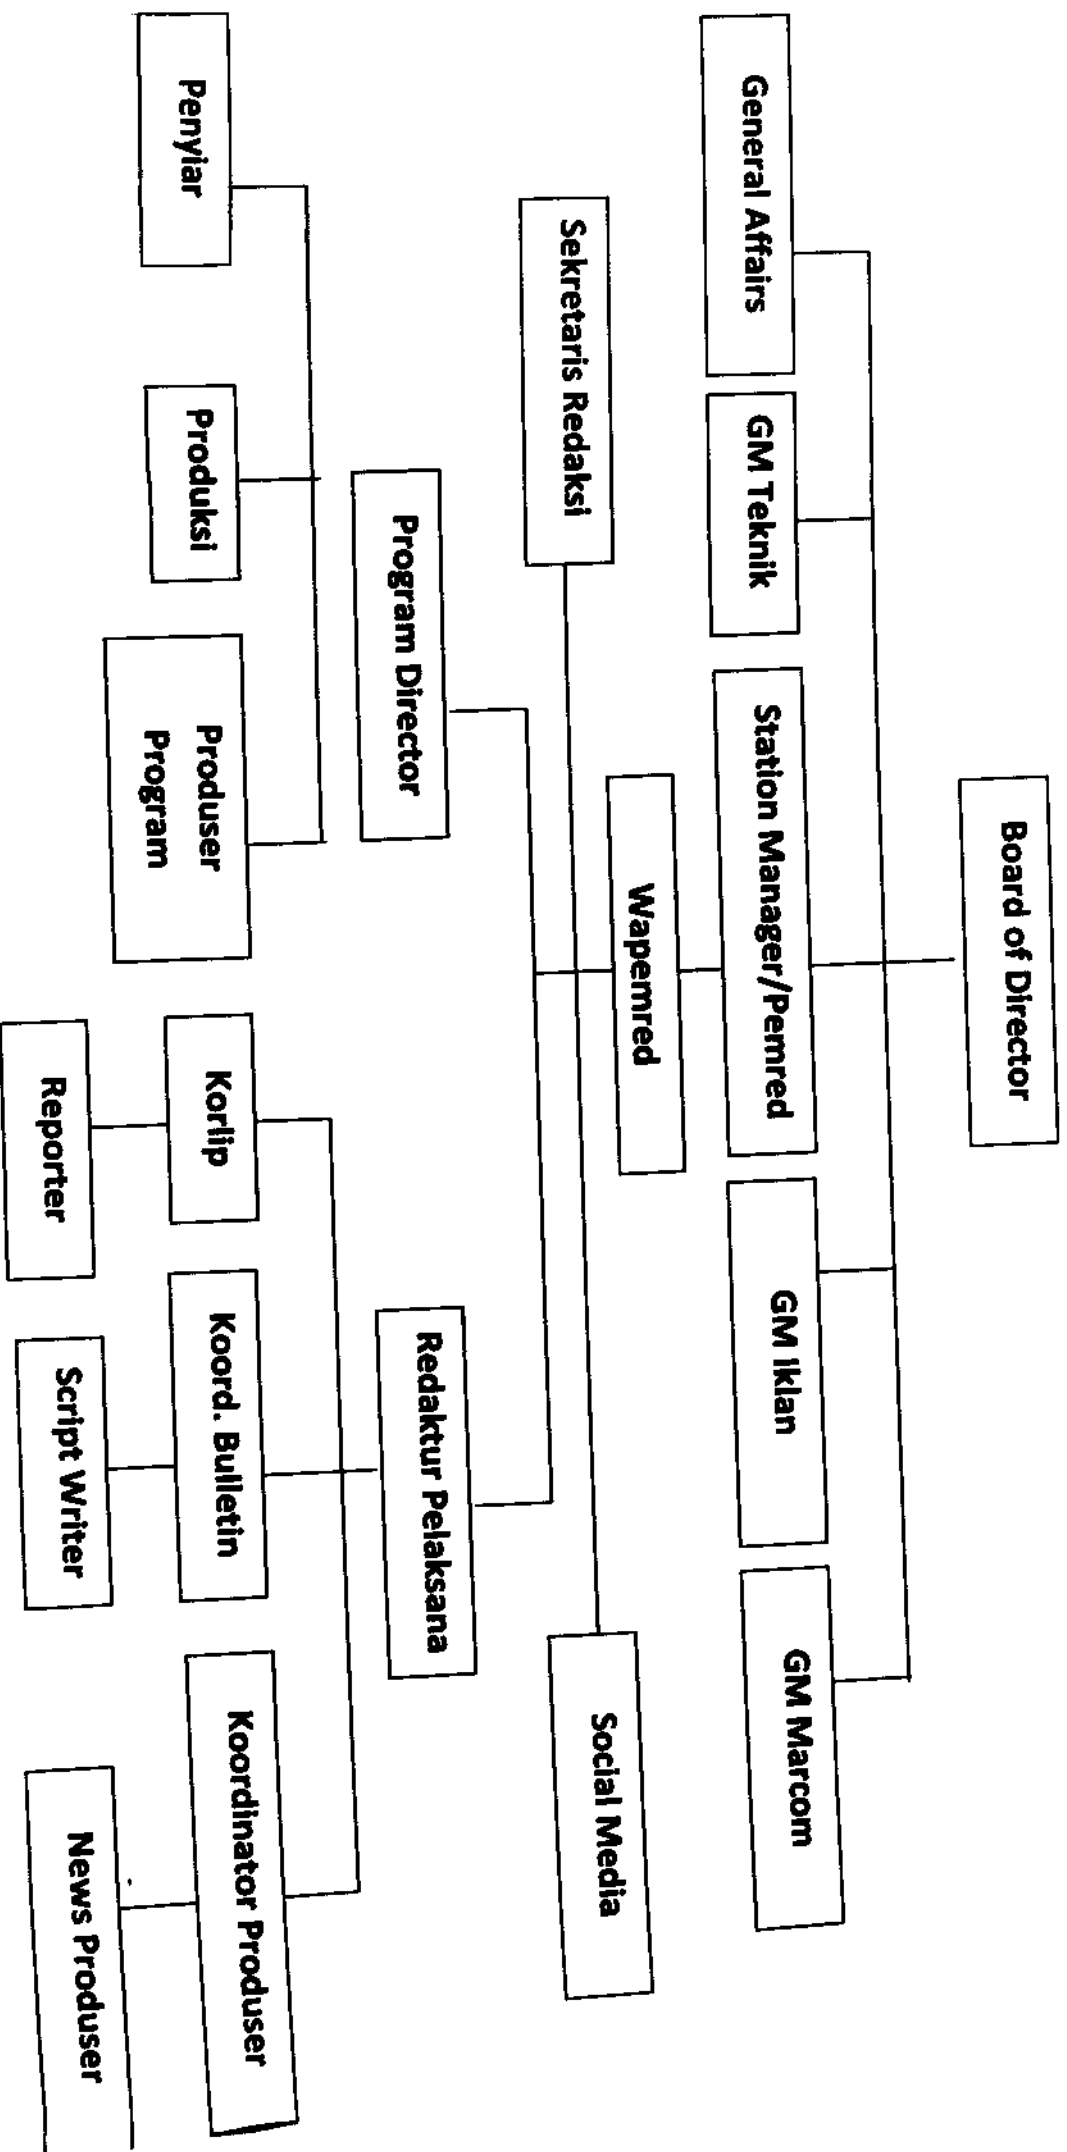 Board of Director
General Affairs
GM Teknik
Station Manager/Pemred
GM Iklan
GM Marcom
Wapemred
Sekretaris Redaksi
Social Media
Program Director
Redaktur Pelaksana
Penyiar
Produksi
Produser
Program
Korlip
Koord. Bulletin
Koordinator Produser
Reporter
Script Writer
News Produser